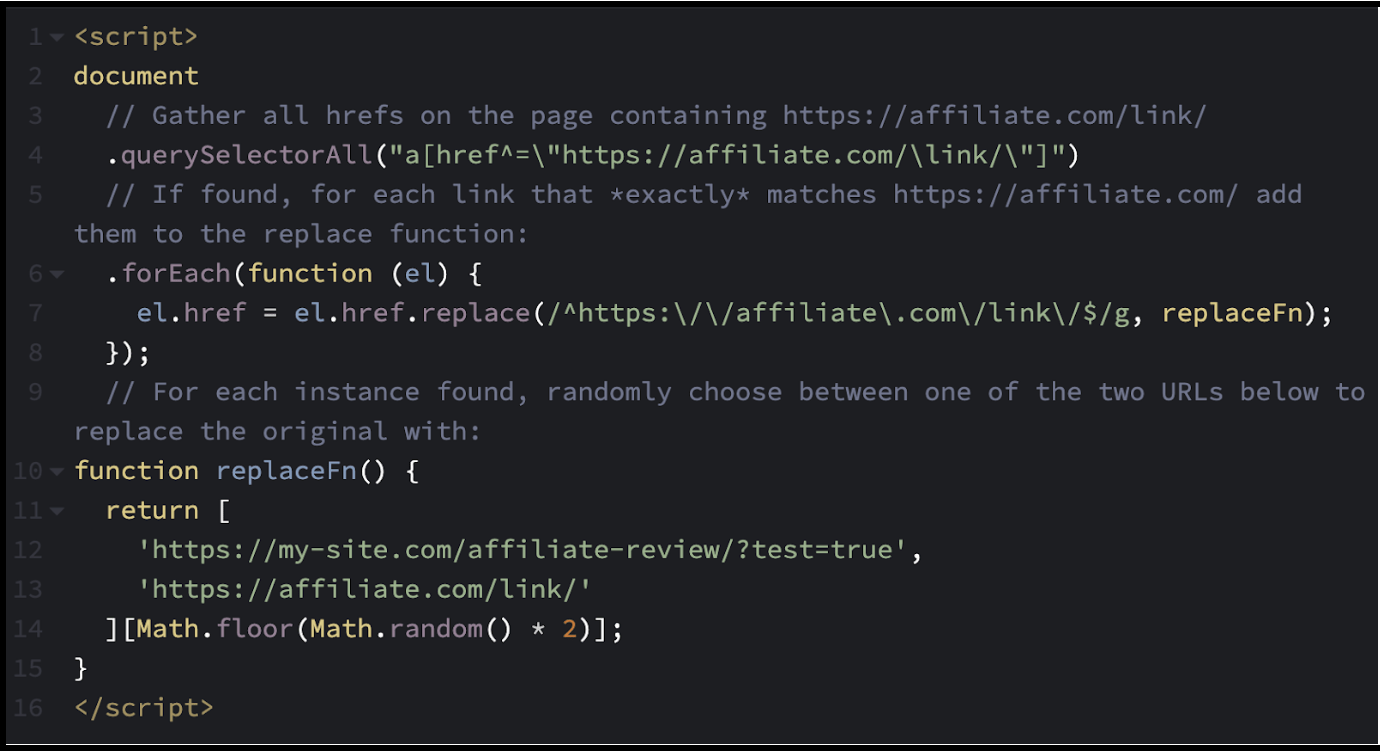 1 <script>
2 document
3 // Gather all hrefs on the page containing https://affiliate.com/link/
4 .querySelectorAll("a[href^=\"https://affiliate.com/\link/\"]")
5 // If found, for each link that *exactly* matches https://affiliate.com/ add
them to the replace function:
6 .forEach(function (el) {
7 el.href = el.href.replace(/^https:\/\/affiliate\.com\/link\/$/g, replaceFn);
8 });
9 // For each instance found, randomly choose between one of the two URLs below to
replace the original with:
10 function replaceFn() {
11 return [
12 'https://my-site.com/affiliate-review/?test=true',
13 'https://affiliate.com/link/'
14 ][Math.floor(Math.random() * 2)];
15 }
16 </script>